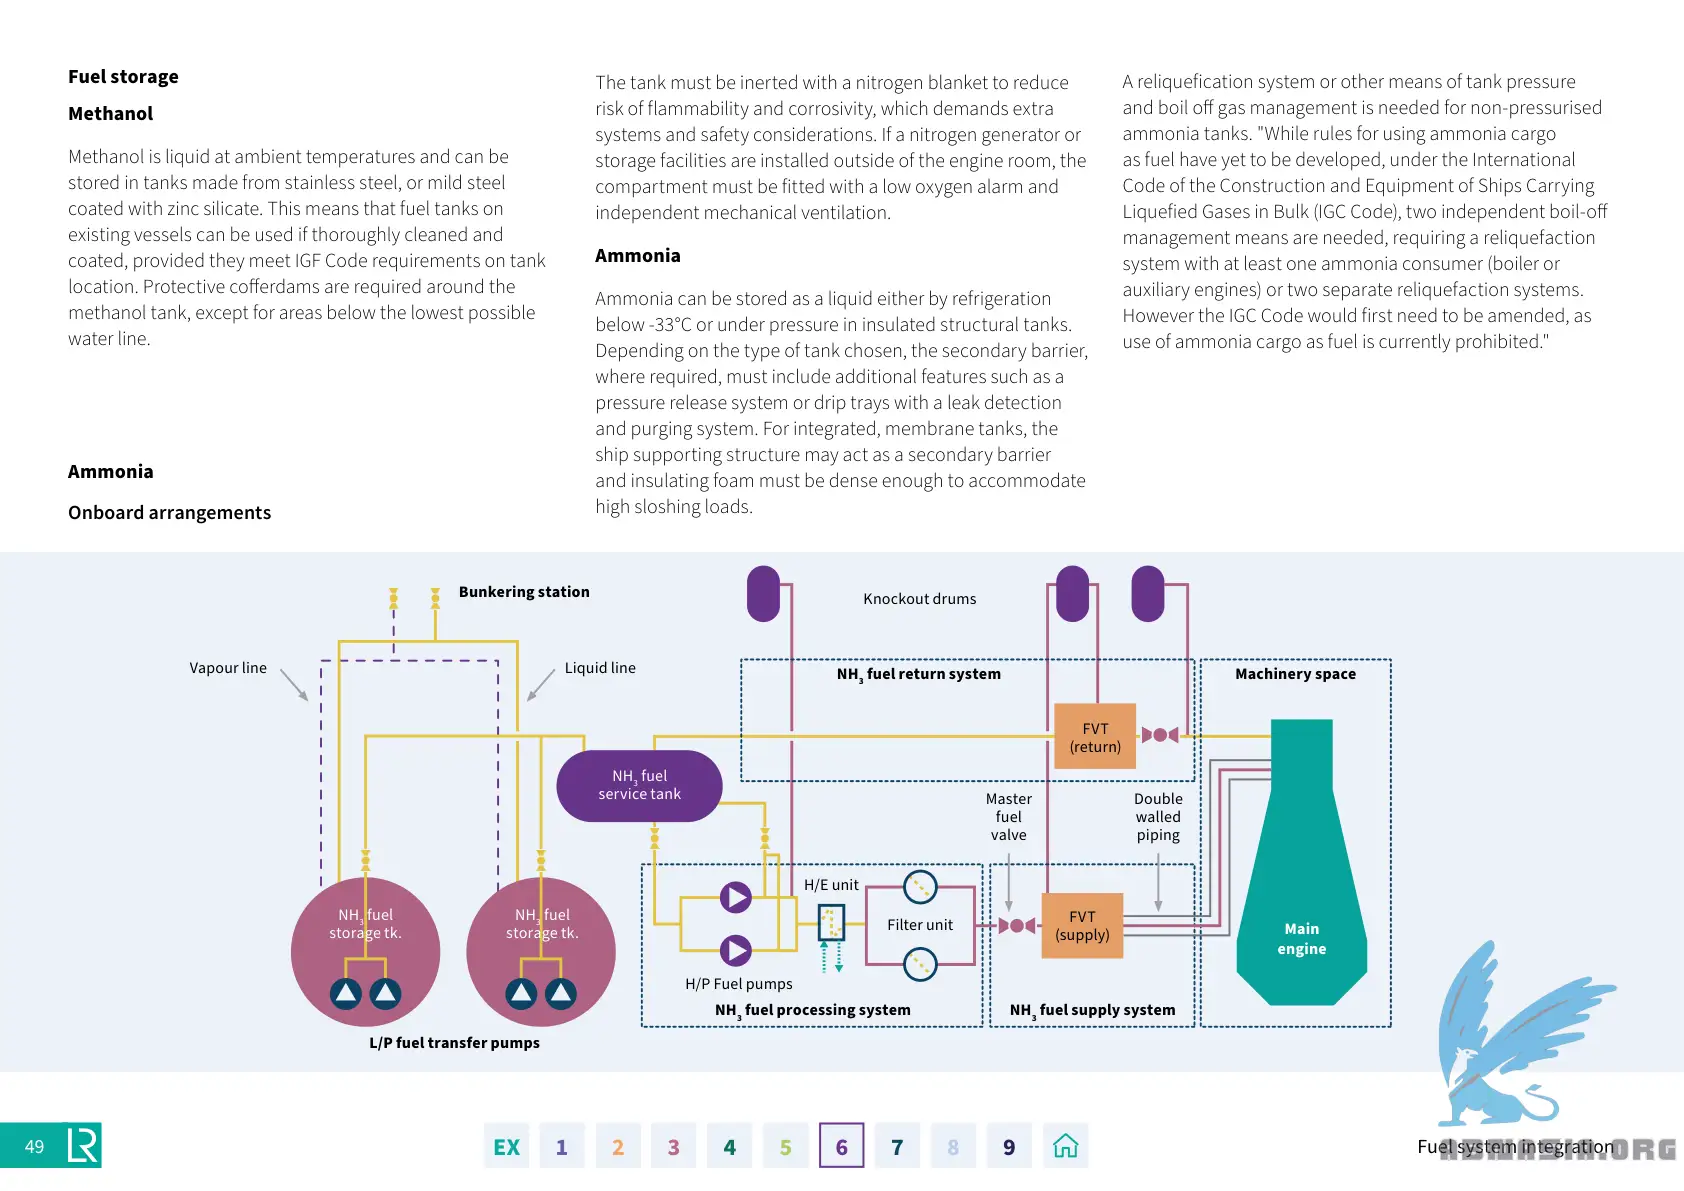 Fuel storage
Methanol
Methanol is liquid at ambient temperatures and can be
stored in tanks made from stainless steel, or mild steel
coated with zinc silicate. This means that fuel tanks on
existing vessels can be used if thoroughly cleaned and
coated, provided they meet IGF Code requirements on tank
location. Protective cofferdams are required around the
methanol tank, except for areas below the lowest possible
water line.
The tank must be inerted with a nitrogen blanket to reduce
risk of flammability and corrosivity, which demands extra
systems and safety considerations. If a nitrogen generator or
storage facilities are installed outside of the engine room, the
compartment must be fitted with a low oxygen alarm and
independent mechanical ventilation.
Ammonia
Ammonia can be stored as a liquid either by refrigeration
below -33°C or under pressure in insulated structural tanks.
Depending on the type of tank chosen, the secondary barrier,
where required, must include additional features such as a
pressure release system or drip trays with a leak detection
and purging system. For integrated, membrane tanks, the
ship supporting structure may act as a secondary barrier
and insulating foam must be dense enough to accommodate
high sloshing loads.
A reliquefication system or other means of tank pressure
and boil off gas management is needed for non-pressurised
ammonia tanks. "While rules for using ammonia cargo
as fuel have yet to be developed, under the International
Code of the Construction and Equipment of Ships Carrying
Liquefied Gases in Bulk (IGC Code), two independent boil-off
management means are needed, requiring a reliquefaction
system with at least one ammonia consumer (boiler or
auxiliary engines) or two separate reliquefaction systems.
However the IGC Code would first need to be amended, as
use of ammonia cargo as fuel is currently prohibited."
Ammonia
Onboard arrangements
Bunkering station
Knockout drums
Vapour line
Liquid line
NH3 fuel return system
Machinery space
FVT
(return)
NH3 fuel
service tank
Master
fuel
valve
Double
walled
piping
H/E unit
NH3 fuel
storage tk.
NH3 fuel
storage tk.
Filter unit
FVT
(supply)
Main
engine
H/P Fuel pumps
NH3 fuel processing system
NH3 fuel supply system
L/P fuel transfer pumps
49
LR
EX 1 2 3 4 5 6 7 8 9
Fuel system integration
ABMASIA.ORG